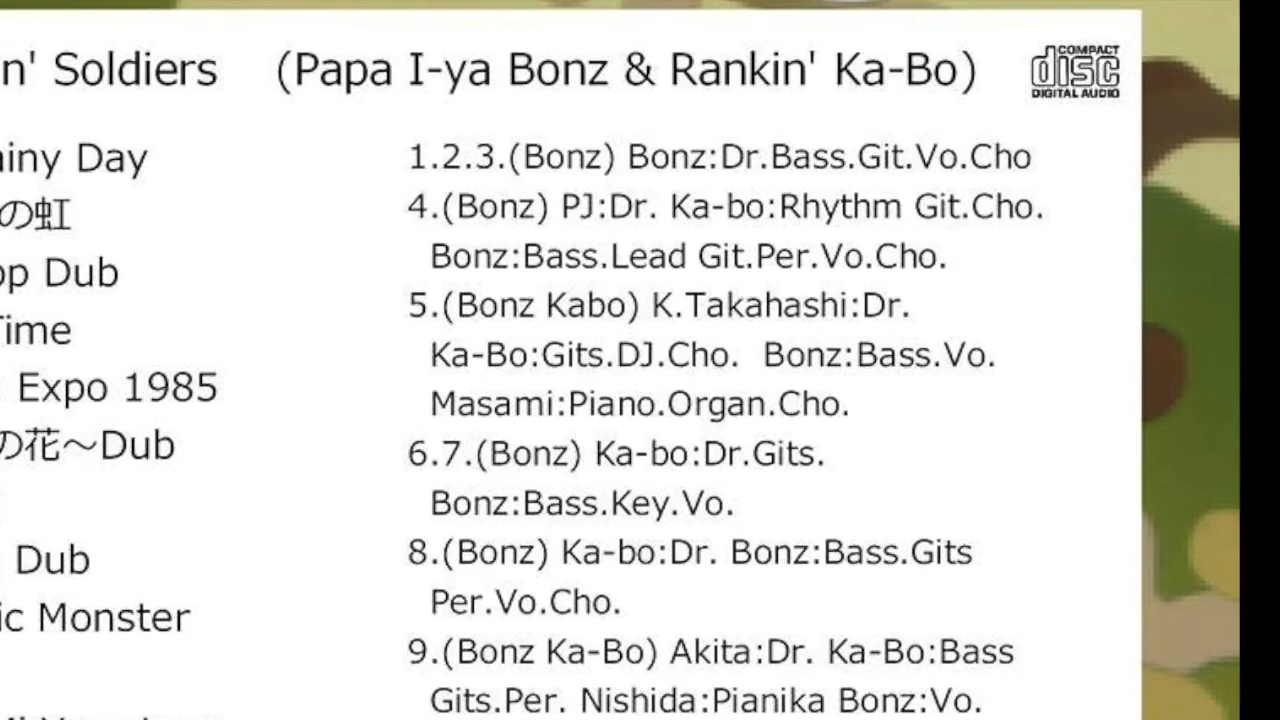 n' Soldiers (Papa I-ya Bonz & Rankin' Ka-Bo)
COMPACT
disc
DIGITAL AUDIO
ainy Day
の虹
op Dub
Time
Expo 1985
の花～Dub
Dub
ic Monster
1.2.3.(Bonz) Bonz:Dr.Bass.Git.Vo.Cho
4.(Bonz) PJ:Dr. Ka-bo:Rhythm Git.Cho.
Bonz:Bass.Lead Git.Per.Vo.Cho.
5.(Bonz Kabo) K.Takahashi:Dr.
Ka-Bo:Gits.DJ.Cho. Bonz:Bass.Vo.
Masami:Piano.Organ.Cho.
6.7.(Bonz) Ka-bo:Dr.Gits.
Bonz:Bass.Key.Vo.
8.(Bonz) Ka-bo:Dr. Bonz:Bass.Gits
Per.Vo.Cho.
9.(Bonz Ka-Bo) Akita:Dr. Ka-Bo:Bass
Gits.Per. Nishida:Pianika Bonz:Vo.